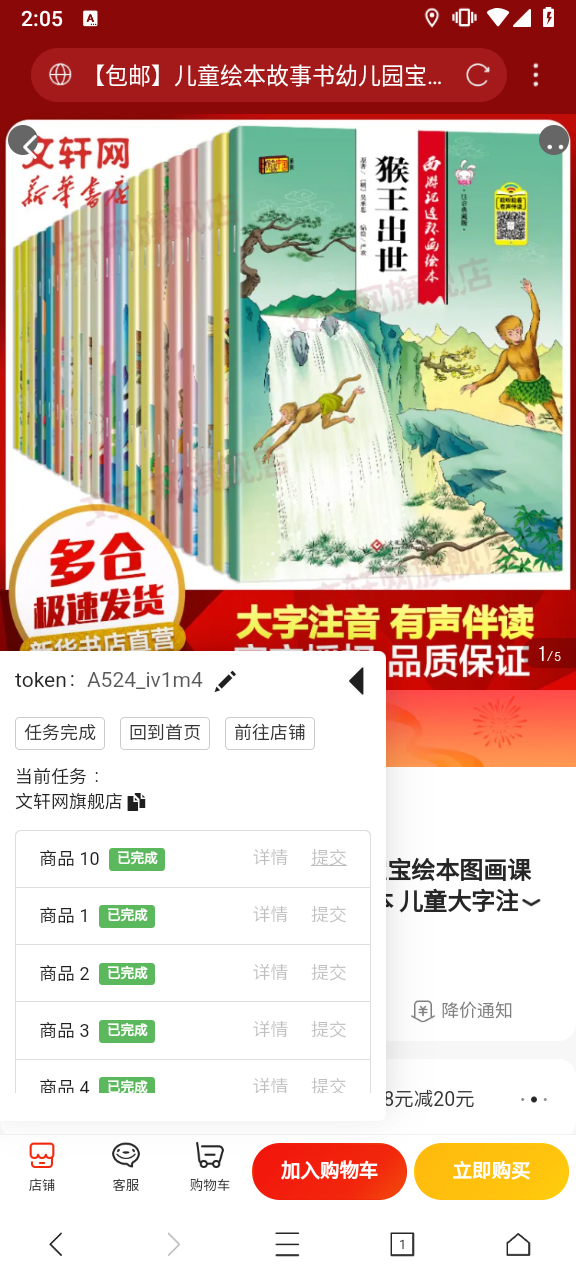 2:05
【包邮】儿童绘本故事书幼儿园宝...
文轩网
新华书店
猴王出世
西游记连环画绘本
多仓
极速发货
新华书店直营
大字注音 有声伴读
品质保证
1/5
token： A524_iv1m4
任务完成
回到首页
前往店铺
当前任务：
文轩网旗舰店
商品 10 已完成 详情 提交
商品 1 已完成 详情 提交
商品 2 已完成 详情 提交
商品 3 已完成 详情 提交
商品 4 已完成 详情 提交
宝绘本图画课
本 儿童大字注
降价通知
8元减20元
店铺
客服
购物车
加入购物车
立即购买
1